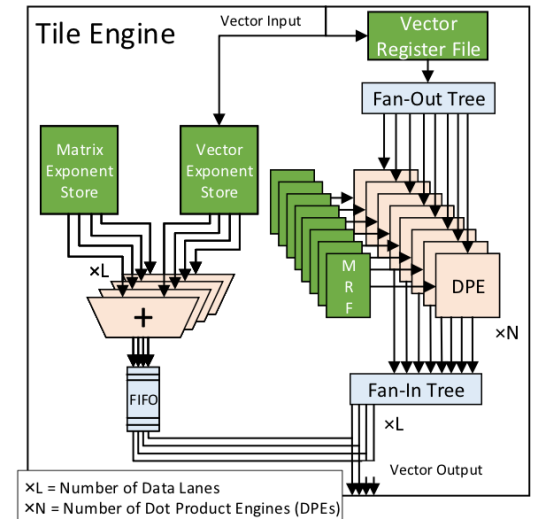 Tile Engine
Vector Input
Vector
Register File
Fan-Out Tree
Matrix
Exponent
Store
Vector
Exponent
Store
×L
+
M
R
F
DPE
×N
FIFO
Fan-In Tree
×L
Vector Output
×L = Number of Data Lanes
×N = Number of Dot Product Engines (DPEs)